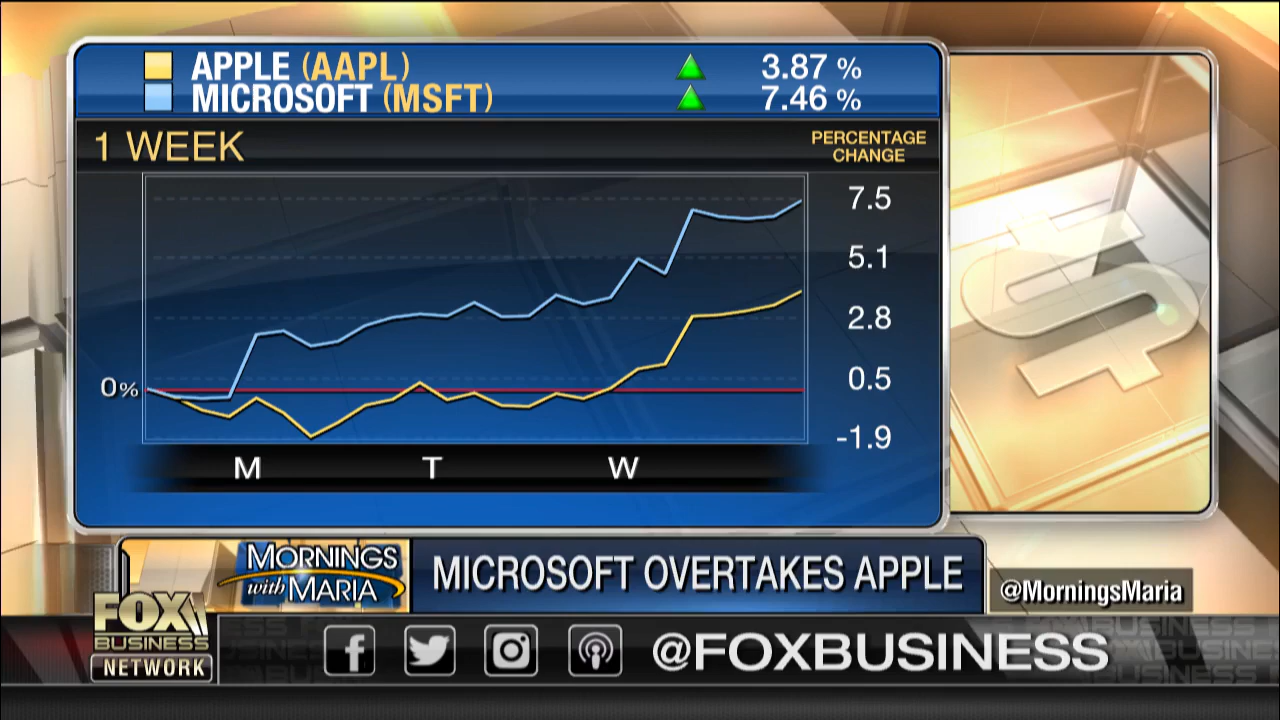 APPLE (AAPL) 3.87 %
MICROSOFT (MSFT) 7.46 %
1 WEEK
PERCENTAGE
CHANGE
7.5
5.1
2.8
0.5
-1.9
0%
M T W
MORNINGS
with MARIA
MICROSOFT OVERTAKES APPLE
@MorningsMaria
FOX
BUSINESS
NETWORK
@FOXBUSINESS